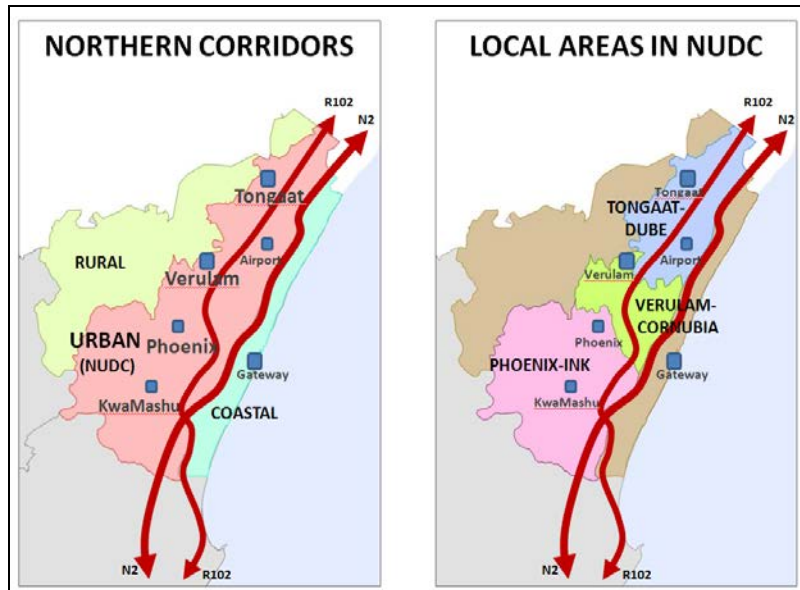 NORTHERN CORRIDORS
R102
N2
Tongaat
RURAL
Airport
Verulam
URBAN
(NUDC)
Phoenix
Gateway
KwaMashu
COASTAL
N2
R102
LOCAL AREAS IN NUDC
R102
N2
Tongaat
TONGAAT-
DUBE
Airport
Verulam
VERULAM-
CORNUBIA
Phoenix
PHOENIX-INK
Gateway
KwaMashu
N2
R102